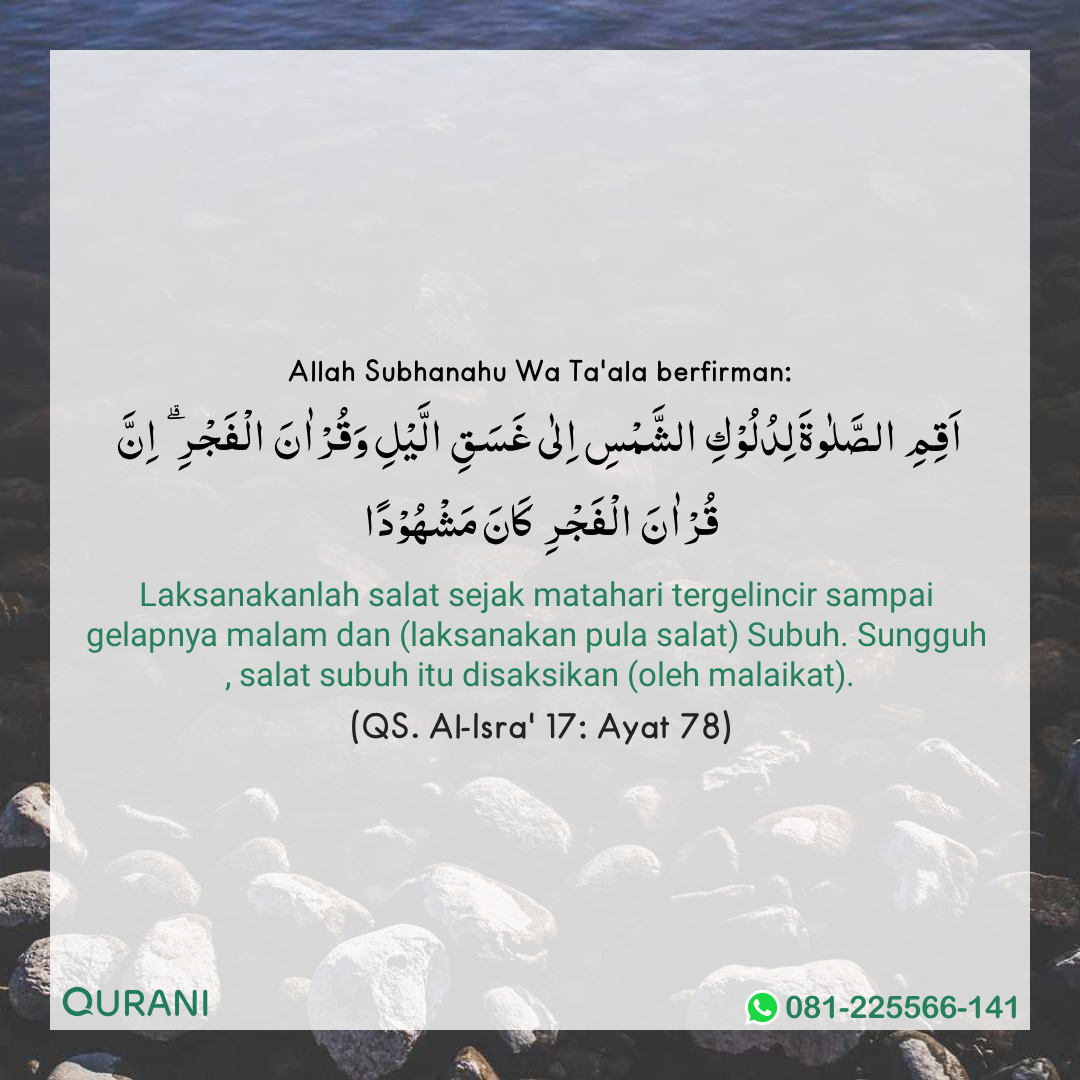 Allah Subhanahu Wa Ta'ala berfirman:
اَقِمِ الصَّلٰوةَ لِدُلُوْكِ الشَّمْسِ اِلٰى غَسَقِ الَّيْلِ وَقُرْاٰنَ الْفَجْرِۗ اِنَّ
قُرْاٰنَ الْفَجْرِ كَانَ مَشْهُوْدًا
Laksanakanlah salat sejak matahari tergelincir sampai
gelapnya malam dan (laksanakan pula salat) Subuh. Sungguh
, salat subuh itu disaksikan (oleh malaikat).
(QS. Al-Isra' 17: Ayat 78)
QURANI
081-225566-141